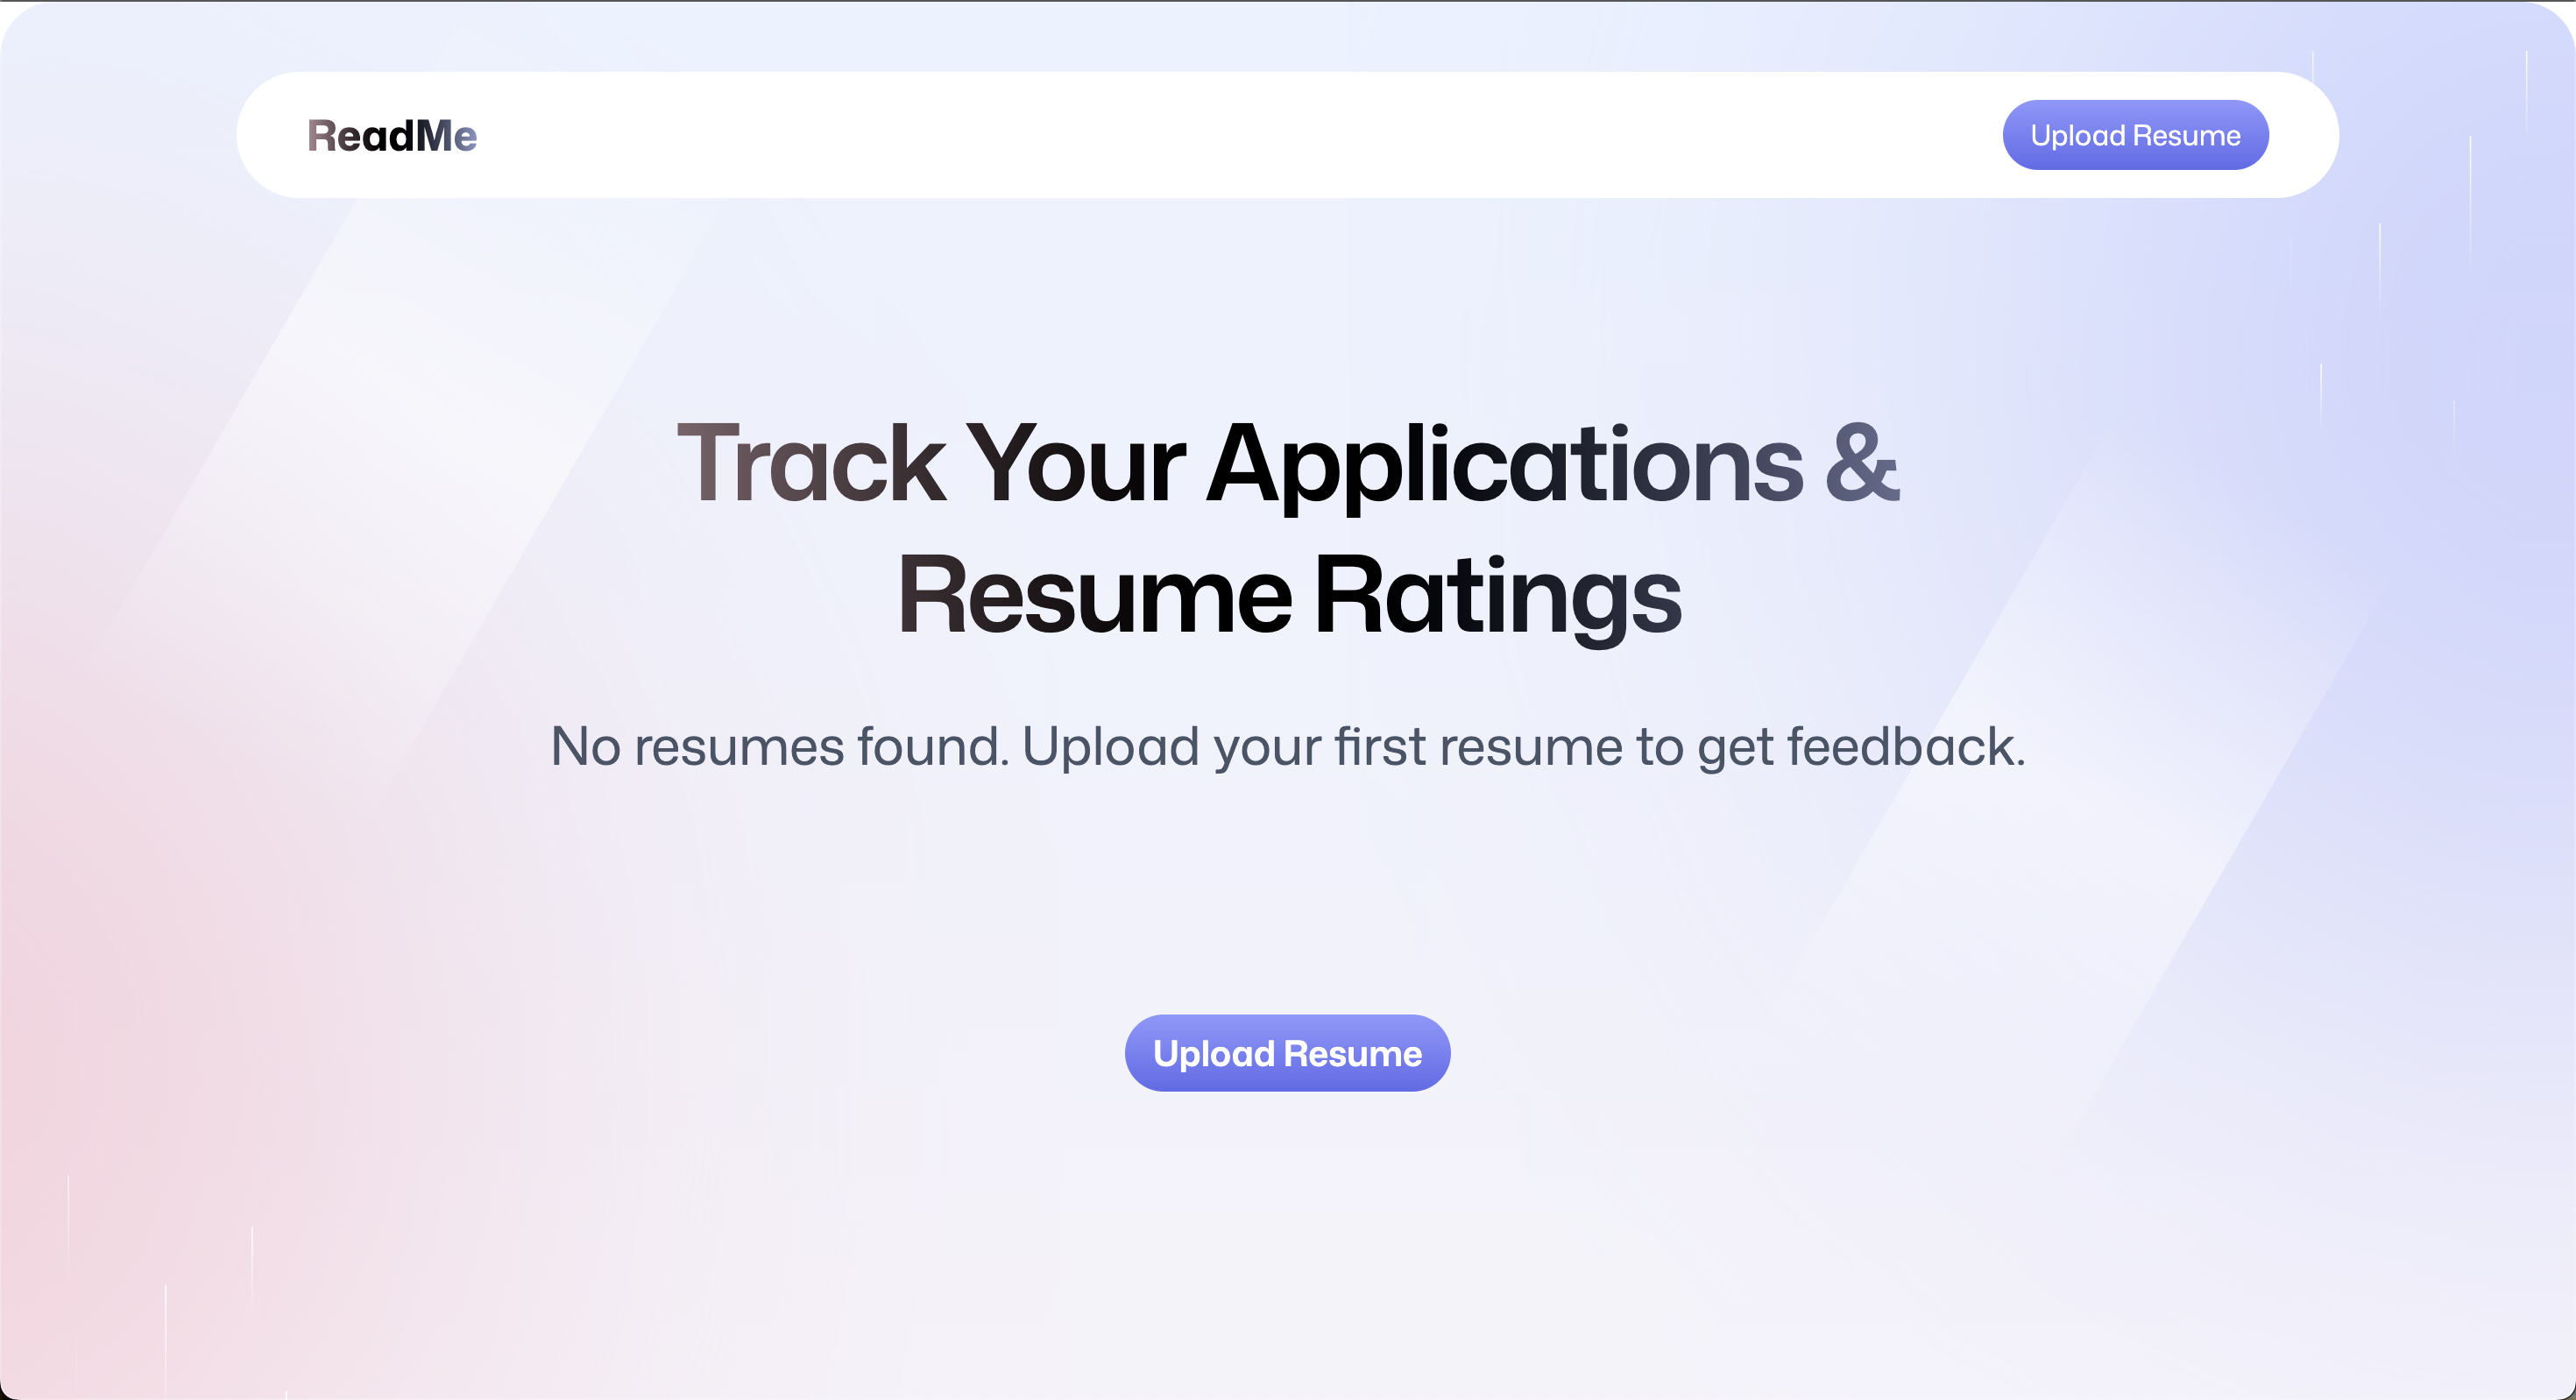 ReadMe
Upload Resume
Track Your Applications &
Resume Ratings
No resumes found. Upload your first resume to get feedback.
Upload Resume